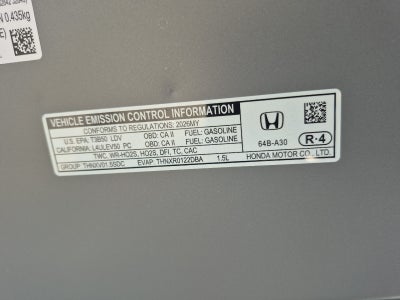 N 0.435kg
VEHICLE EMISSION CONTROL INFORMATION
CONFORMS TO REGULATIONS: 2026MY
U.S. EPA: T3B50 LDV OBD: CA II FUEL: GASOLINE
CALIFORNIA: L4ULEV50 PC OBD: CA II FUEL: GASOLINE
TWC, WR-HO2S, HO2S, DFI, TC, CAC
GROUP: THNXV01.5SDC EVAP: THNXR0122DBA 1.5L
64B-A30
R-4
HONDA MOTOR CO., LTD.